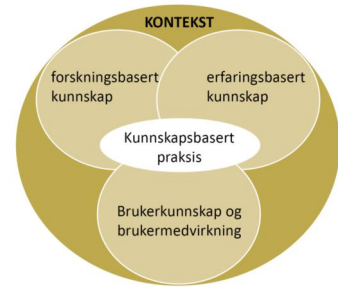 KONTEKST
forskningsbasert
kunnskap
erfaringsbasert
kunnskap
Kunnskapsbasert
praksis
Brukerkunnskap og
brukermedvirkning